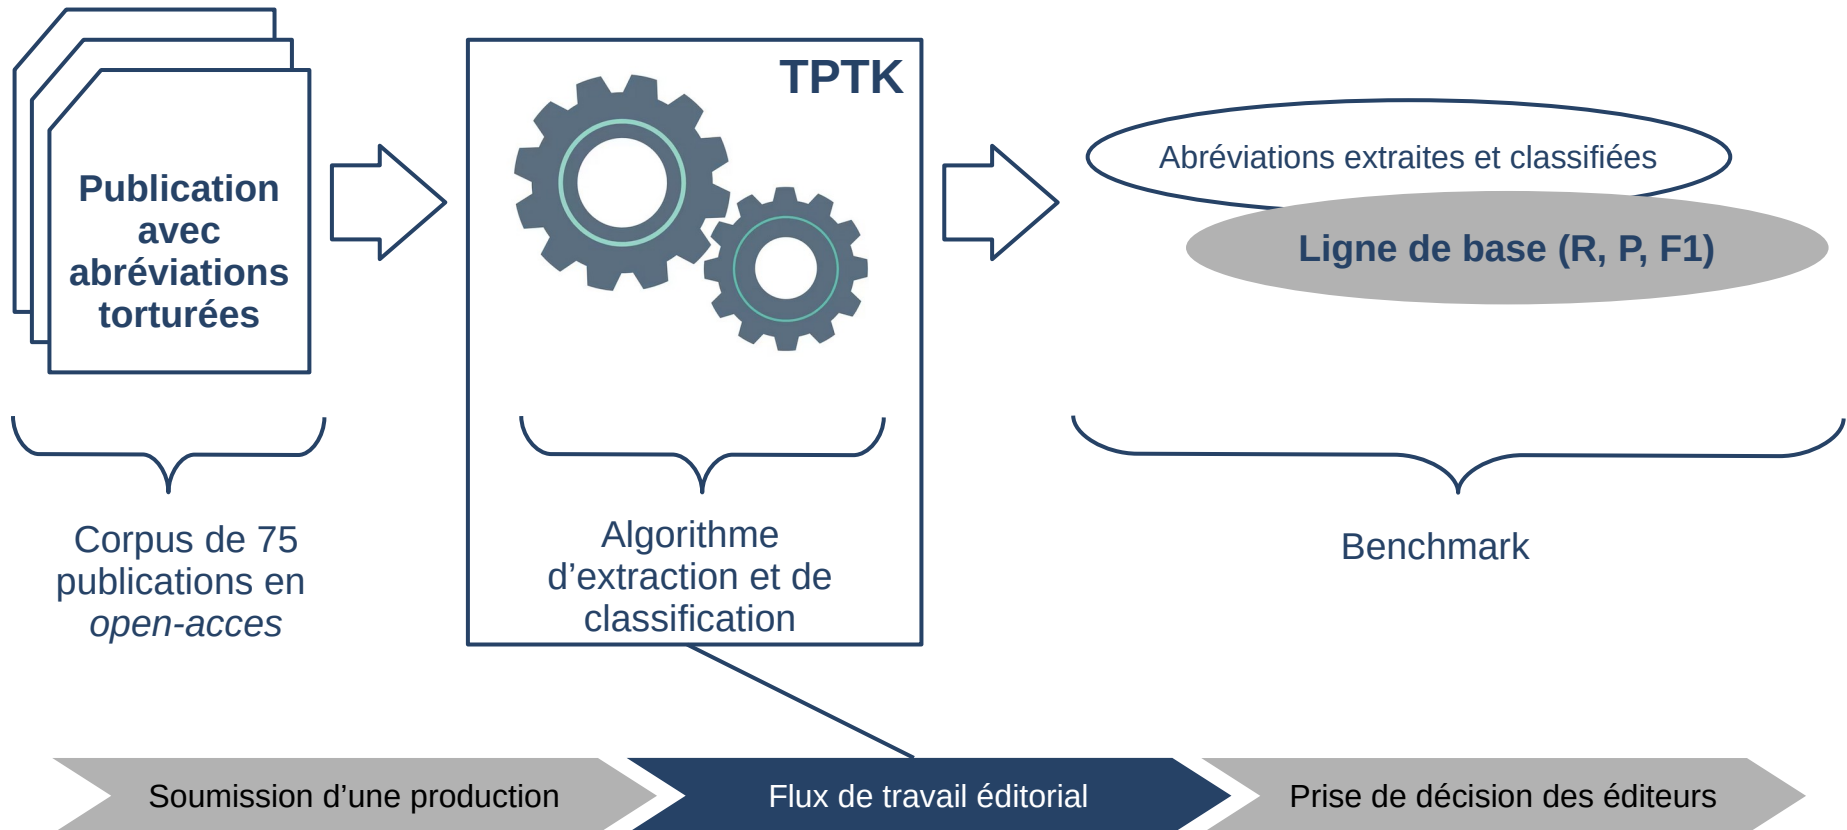 Publication
avec
abréviations
torturées
TPTK
Abréviations extraites et classifiées
Ligne de base (R, P, F1)
Corpus de 75
publications en
open-acces
Algorithme
d’extraction et de
classification
Benchmark
Soumission d’une production
Flux de travail éditorial
Prise de décision des éditeurs